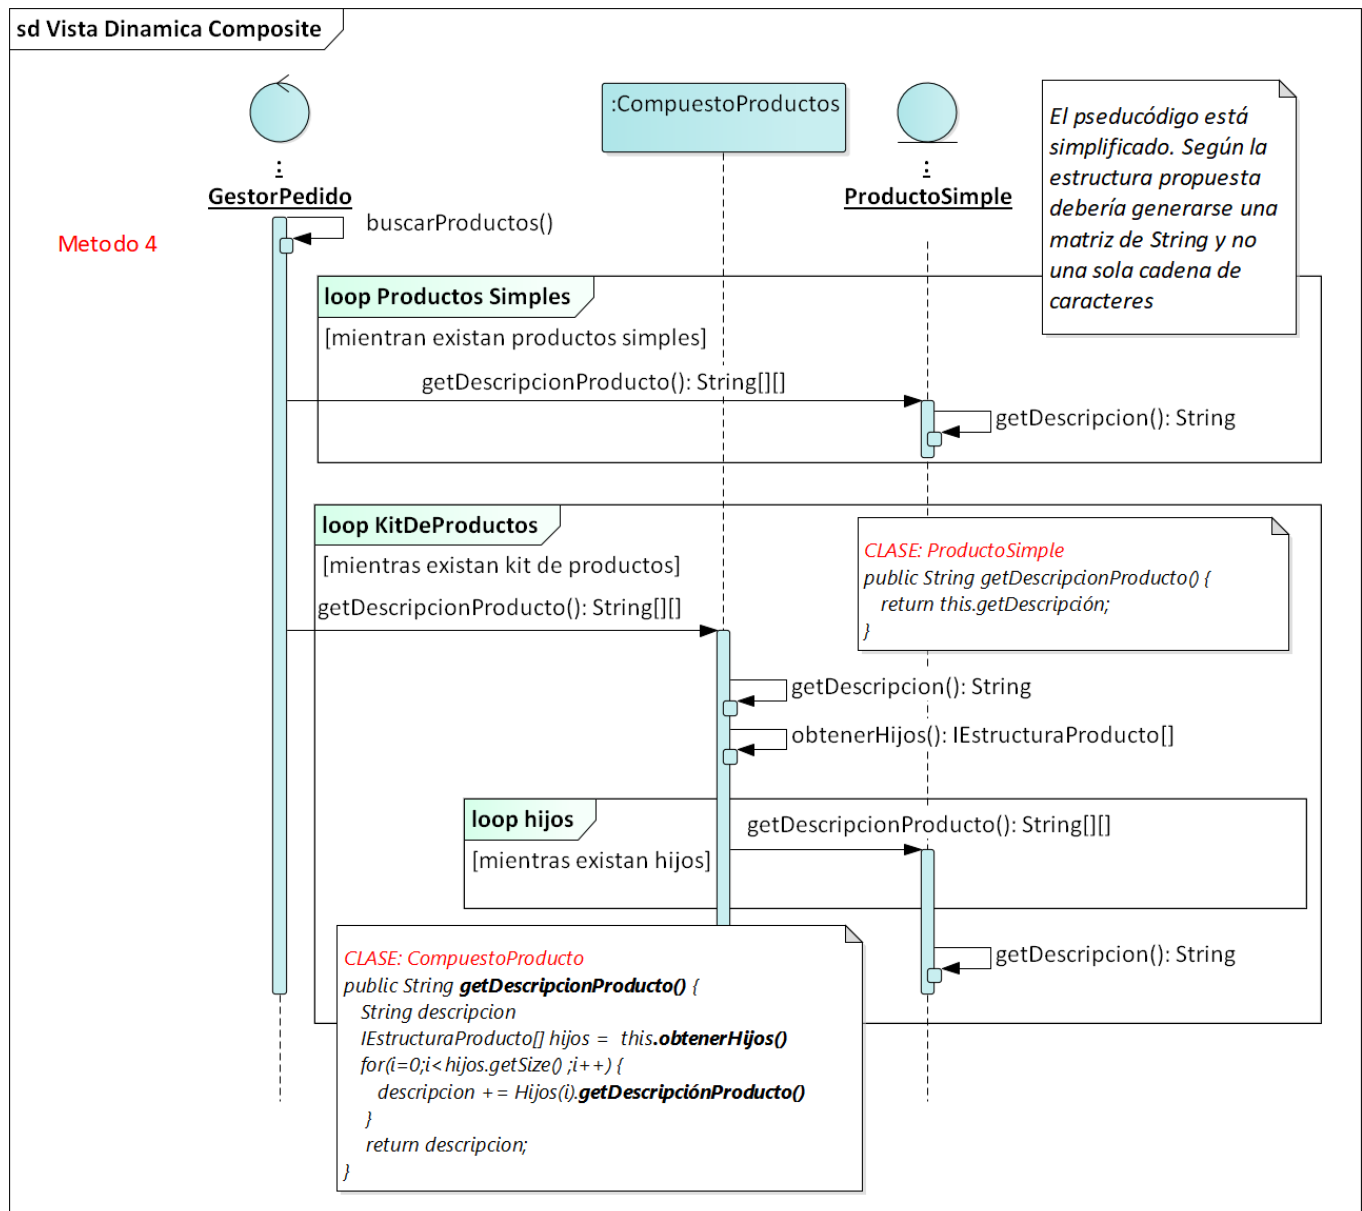 sd Vista Dinamica Composite
:
GestorPedido
:CompuestoProductos
:
ProductoSimple
El pseducódigo está
simplificado. Según la
estructura propuesta
debería generarse una
matriz de String y no
una sola cadena de
caracteres
Metodo 4
buscarProductos()
loop Productos Simples
[mientran existan productos simples]
getDescripcionProducto(): String[][]
getDescripcion(): String
loop KitDeProductos
[mientras existan kit de productos]
getDescripcionProducto(): String[][]
CLASE: ProductoSimple
public String getDescripcionProducto() {
return this.getDescripción;
}
getDescripcion(): String
obtenerHijos(): IEstructuraProducto[]
loop hijos
[mientras existan hijos]
getDescripcionProducto(): String[][]
getDescripcion(): String
CLASE: CompuestoProducto
public String getDescripcionProducto() {
String descripcion
IEstructuraProducto[] hijos = this.obtenerHijos()
for(i=0;i<hijos.getSize() ;i++) {
descripcion += Hijos(i).getDescripciónProducto()
}
return descripcion;
}